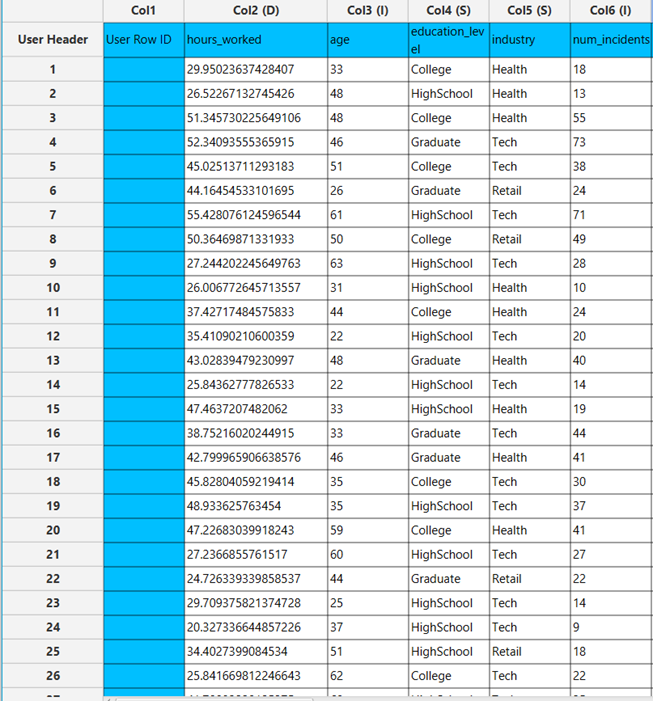 Col1 Col2 (D) Col3 (I) Col4 (S) Col5 (S) Col6 (I)
User Header User Row ID hours_worked age education_lev
el industry num_incidents
1 29.95023637428407 33 College Health 18
2 26.52267132745426 48 HighSchool Health 13
3 51.345730225649106 48 College Health 55
4 52.34093555365915 46 Graduate Tech 73
5 45.02513711293183 51 College Tech 38
6 44.16454533101695 26 Graduate Retail 24
7 55.428076124596544 61 HighSchool Tech 71
8 50.36469871331933 50 College Retail 49
9 27.244202245649763 63 HighSchool Tech 28
10 26.006772645713557 31 HighSchool Health 10
11 37.42717484575833 44 College Health 24
12 35.41090210600359 22 HighSchool Tech 20
13 43.02839479230997 48 Graduate Health 40
14 25.84362777826533 22 HighSchool Tech 14
15 47.4637207482062 33 HighSchool Health 19
16 38.75216020244915 33 Graduate Tech 44
17 42.799965906638576 46 Graduate Health 41
18 45.82804059219414 35 College Tech 30
19 48.933625763454 35 HighSchool Tech 37
20 47.22683039918243 59 College Health 41
21 27.2366855761517 60 HighSchool Tech 27
22 24.726339339858537 44 Graduate Retail 22
23 29.709375821374728 25 HighSchool Tech 14
24 20.327336644857226 37 HighSchool Tech 9
25 34.4027399084534 51 HighSchool Retail 18
26 25.841669812246643 62 College Tech 22